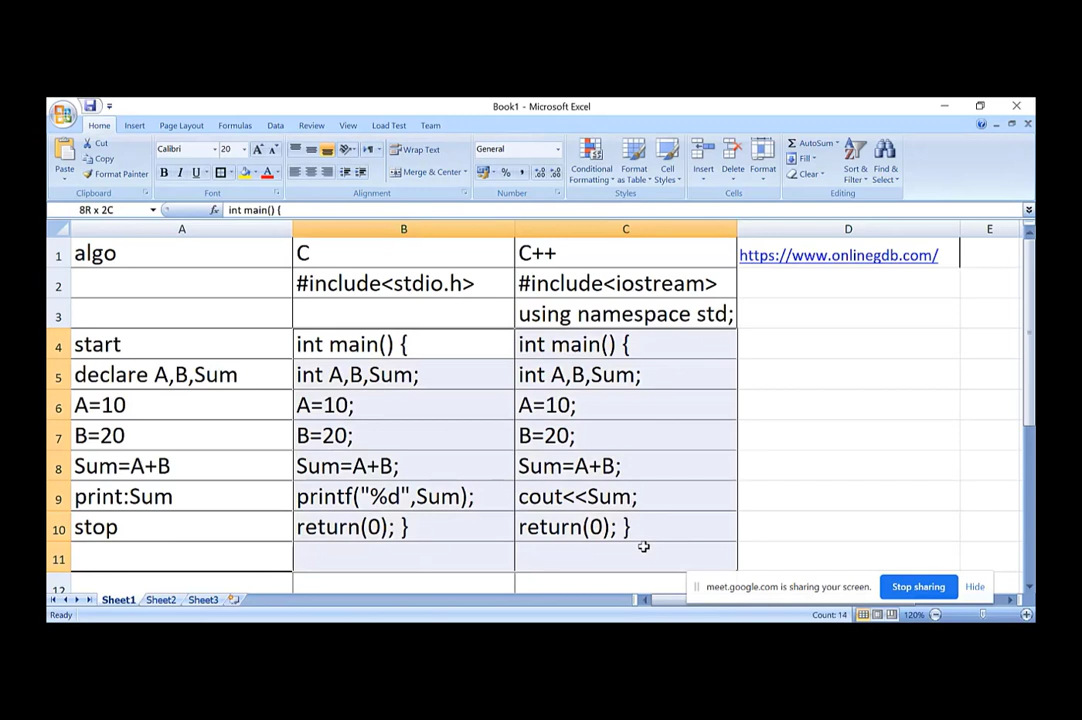 Book1 - Microsoft Excel
Home Insert Page Layout Formulas Data Review View Load Test Team
Cut
Copy
Format Painter
Paste
Clipboard
Calibri 20
B I U
Font
Wrap Text
Merge & Center
Alignment
General
$ % ,
Number
Conditional Formatting
Format as Table
Cell Styles
Styles
Insert Delete Format
Cells
AutoSum
Fill
Clear
Sort & Filter
Find & Select
Editing
8R x 2C fx int main() {
A B C D E
1 algo C C++ https://www.onlinegdb.com/
2 #include<stdio.h> #include<iostream>
3 using namespace std;
4 start int main() { int main() {
5 declare A,B,Sum int A,B,Sum; int A,B,Sum;
6 A=10 A=10; A=10;
7 B=20 B=20; B=20;
8 Sum=A+B Sum=A+B; Sum=A+B;
9 print:Sum printf("%d",Sum); cout<<Sum;
10 stop return(0); } return(0); }
11
12
meet.google.com is sharing your screen. Stop sharing Hide
Sheet1 Sheet2 Sheet3
Ready Count: 14 120%